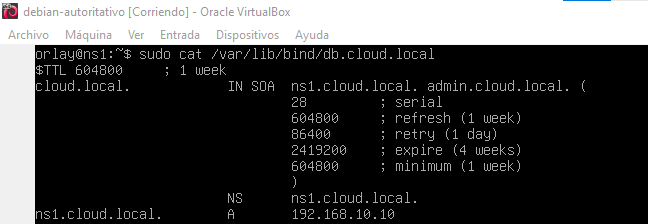 debian-autoritativo [Corriendo] - Oracle VirtualBox
Archivo Máquina Ver Entrada Dispositivos Ayuda
orlay@ns1:~$ sudo cat /var/lib/bind/db.cloud.local
$TTL 604800 ; 1 week
cloud.local. IN SOA ns1.cloud.local. admin.cloud.local. (
28 ; serial
604800 ; refresh (1 week)
86400 ; retry (1 day)
2419200 ; expire (4 weeks)
604800 ; minimum (1 week)
)
NS ns1.cloud.local.
ns1.cloud.local. A 192.168.10.10